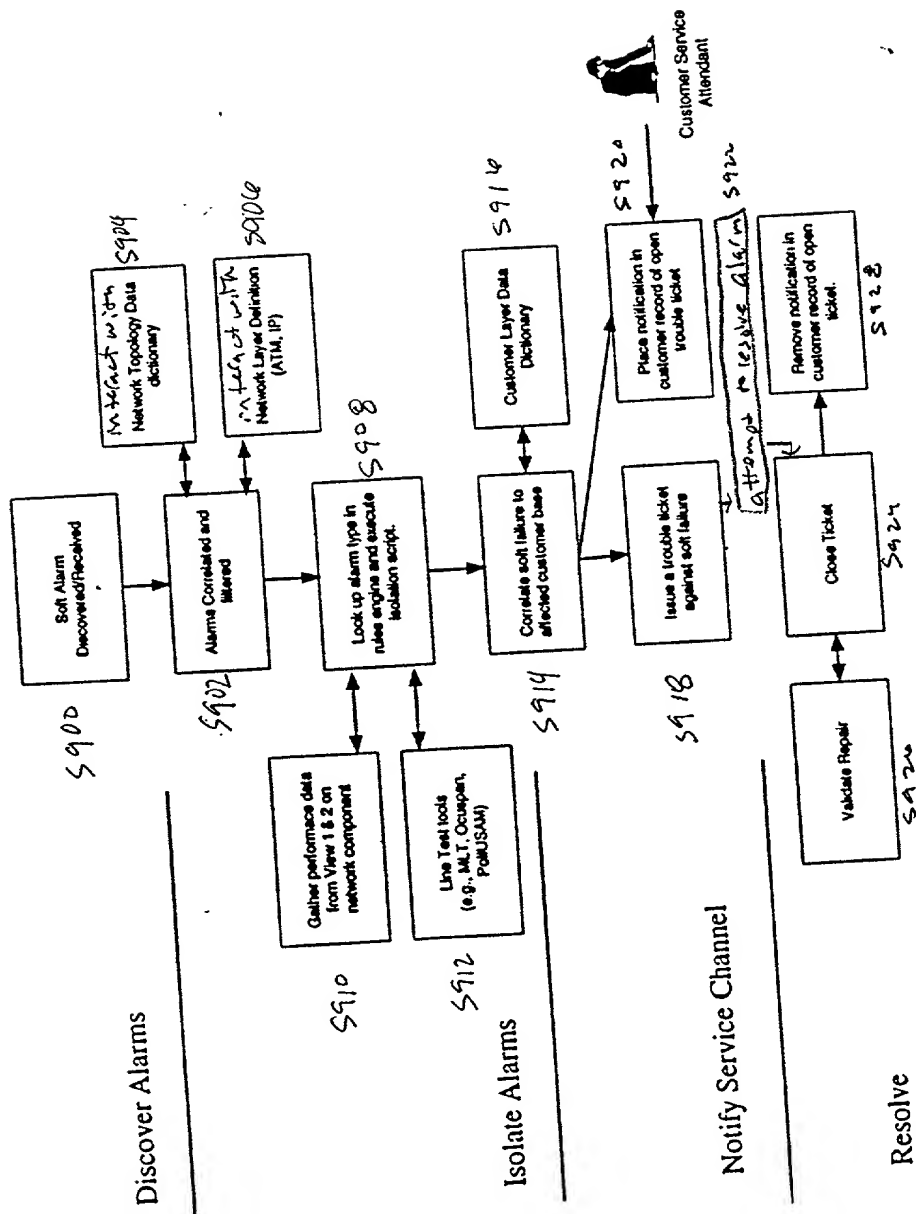 Discover Alarms
S900
Soft Alarm
Discovered/Received
S902
Alarms Correlated and
filtered
Interact with
Network Topology Data
dictionary
S904
interact with
Network Layer Definition
(ATM, IP)
S906
Isolate Alarms
S910
Gather performace data
from View 1 & 2 on
network component
Look up alarm type in
rules engine and execute
isolation script.
S908
S912
Line Test tools
(e.g., MLT, Ocuspan,
Poll/USAM)
S914
Correlate soft failure to
affected customer base
Customer Layer Data
Dictionary
S916
Notify Service Channel
S918
Issue a trouble ticket
against soft failure
Place notification in
customer record of open
trouble ticket
S920
Customer Service
Attendant
attempt to resolve alarm
S922
Resolve
Validate Repair
S926
Close Ticket
S924
Remove notification in
customer record of open
ticket.
S928